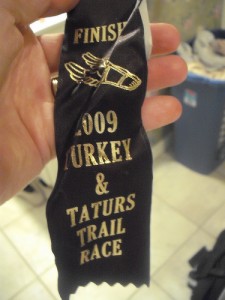 FINISH
2009
TURKEY
&
TATURS
TRAIL
RACE